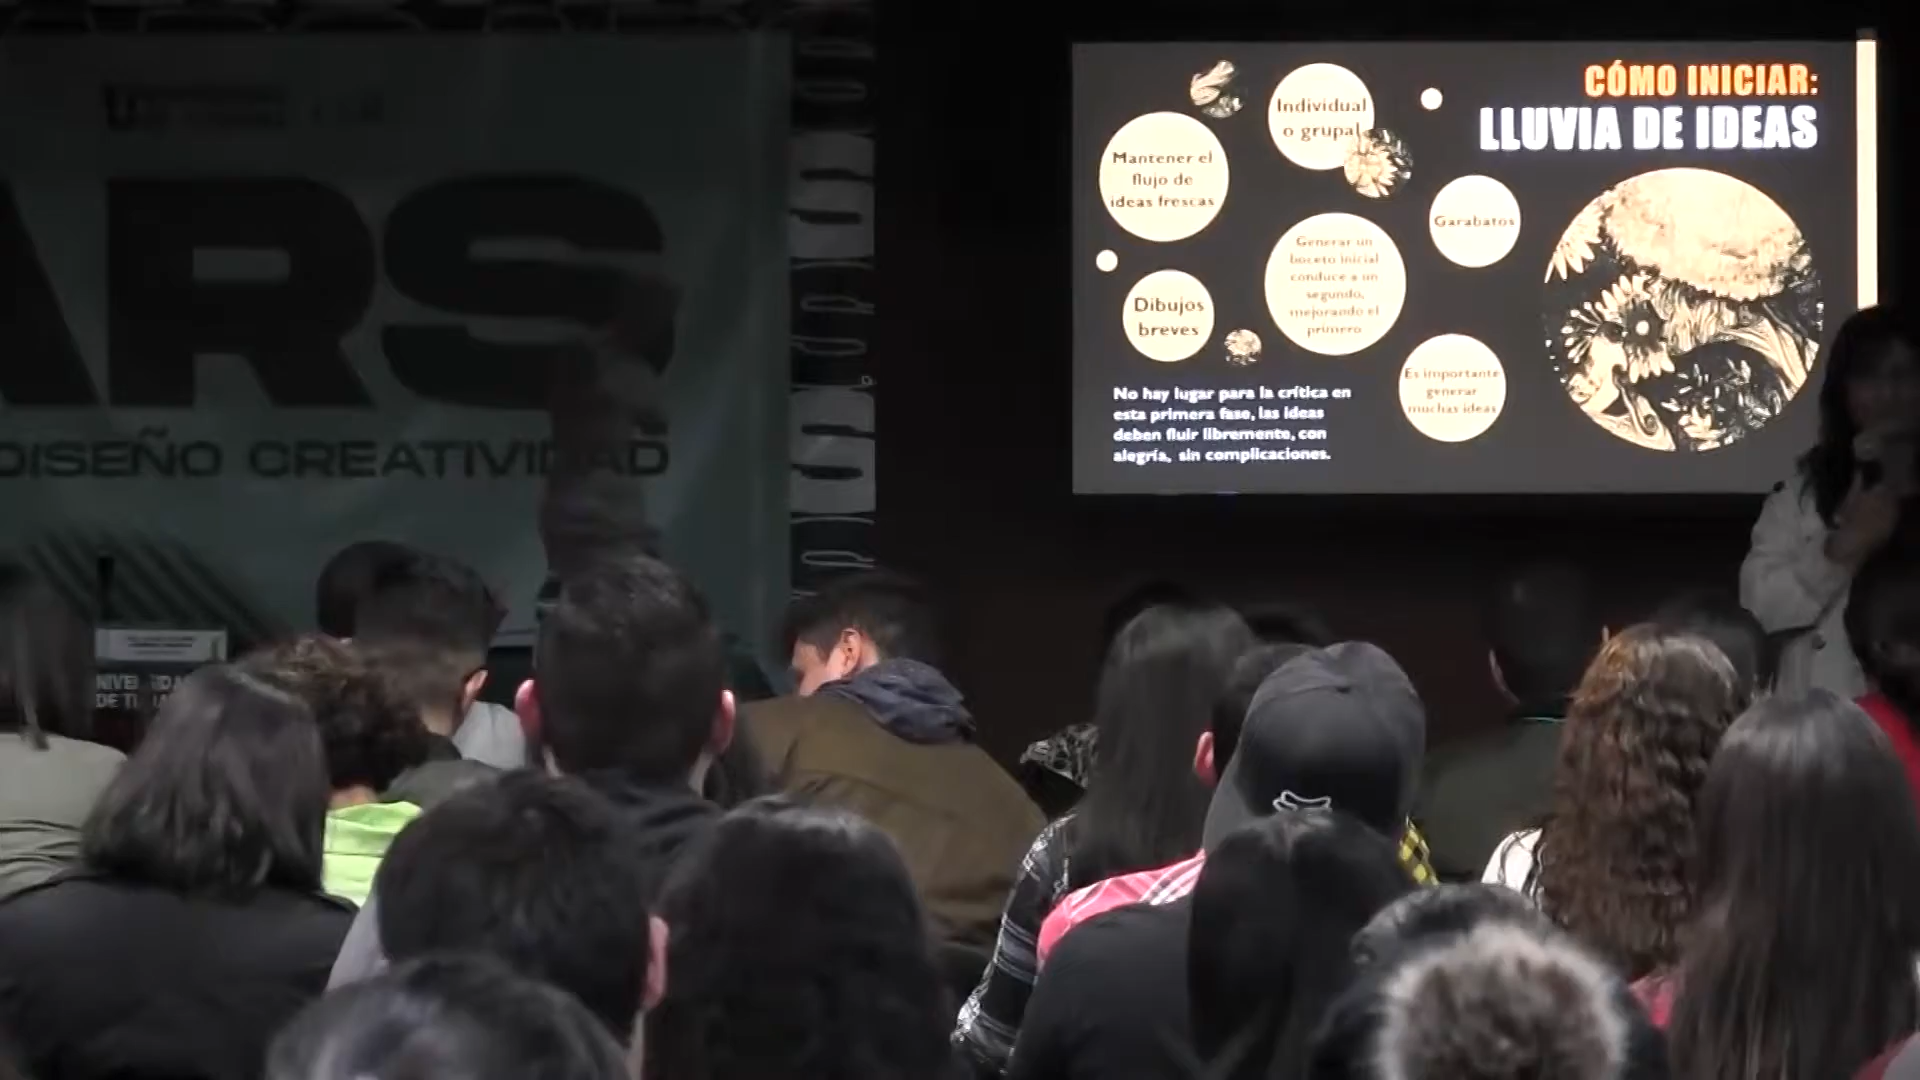 ARS
DISEÑO CREATIVIDAD
CÓMO INICIAR:
LLUVIA DE IDEAS
Individual
o grupal
Mantener el
flujo de
ideas frescas
Garabatos
Generar un
boceto inicial
conduce a un
segundo,
mejorando el
primero
Dibujos
breves
Es importante
generar
muchas ideas
No hay lugar para la crítica en
esta primera fase, las ideas
deben fluir libremente, con
alegría, sin complicaciones.